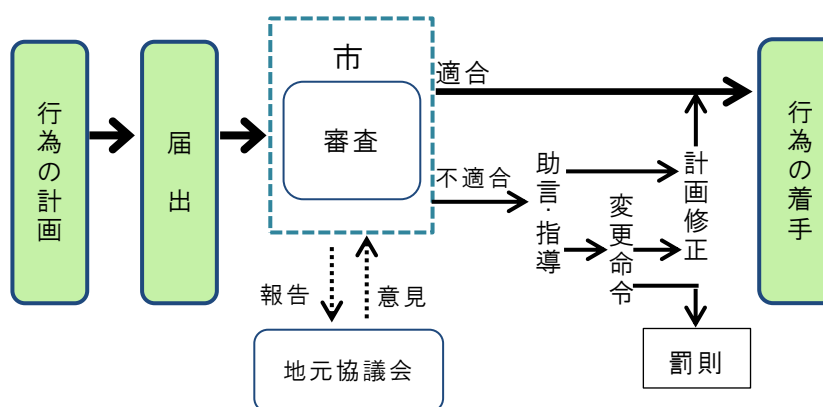 行為の計画
届出
市
審査
適合
不適合
助言・指導
変更命令
計画修正
行為の着手
報告
意見
地元協議会
罰則